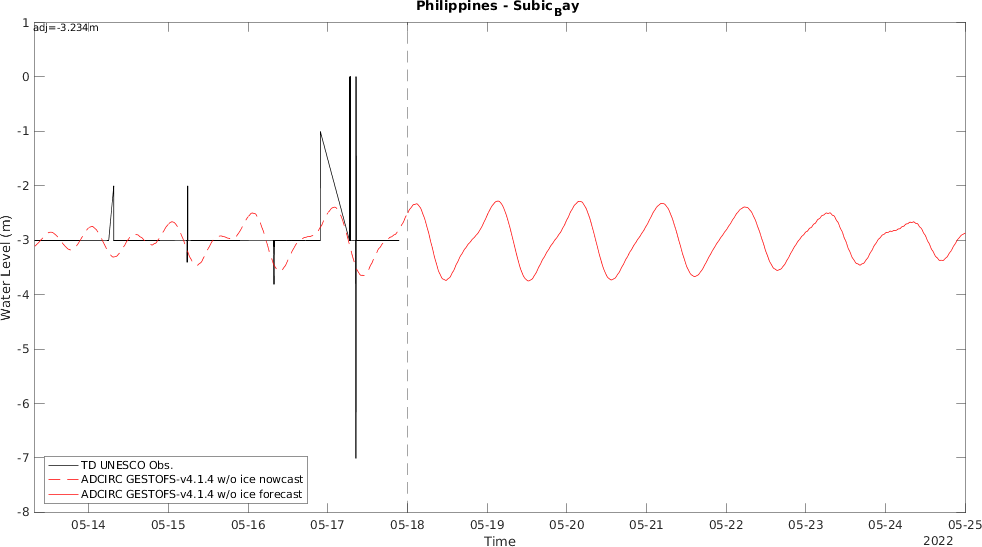 Philippines - Subic_Bay
adj=-3.234m
1
0
-1
-2
-3
-4
-5
-6
-7
-8
Water Level (m)
TD UNESCO Obs.
ADCIRC GESTOFS-v4.1.4 w/o ice nowcast
ADCIRC GESTOFS-v4.1.4 w/o ice forecast
05-14 05-15 05-16 05-17 05-18 05-19 05-20 05-21 05-22 05-23 05-24 05-25
Time
2022